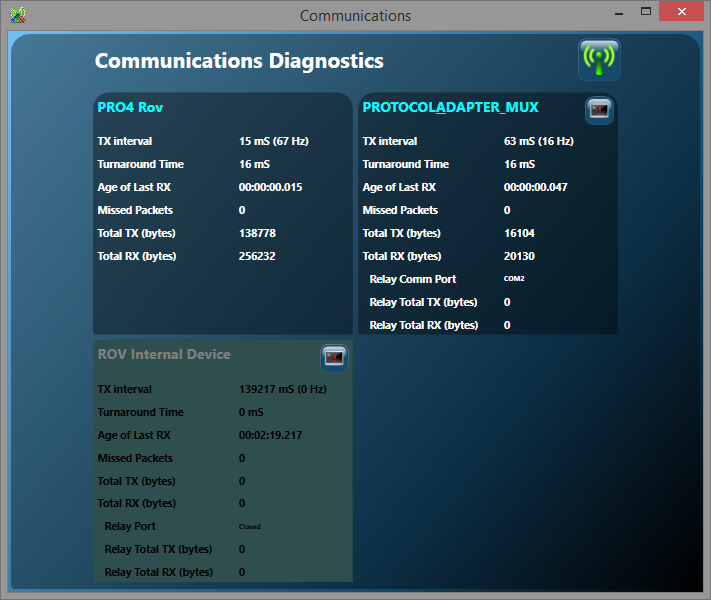 Communications
Communications Diagnostics
PRO4 Rov
TX interval 15 mS (67 Hz)
Turnaround Time 16 mS
Age of Last RX 00:00:00.015
Missed Packets 0
Total TX (bytes) 138778
Total RX (bytes) 256232
PROTOCOLADAPTER_MUX
TX interval 63 mS (16 Hz)
Turnaround Time 16 mS
Age of Last RX 00:00:00.047
Missed Packets 0
Total TX (bytes) 16104
Total RX (bytes) 20130
Relay Comm Port COM2
Relay Total TX (bytes) 0
Relay Total RX (bytes) 0
ROV Internal Device
TX interval 139217 mS (0 Hz)
Turnaround Time 0 mS
Age of Last RX 00:02:19.217
Missed Packets 0
Total TX (bytes) 0
Total RX (bytes) 0
Relay Port Closed
Relay Total TX (bytes) 0
Relay Total RX (bytes) 0